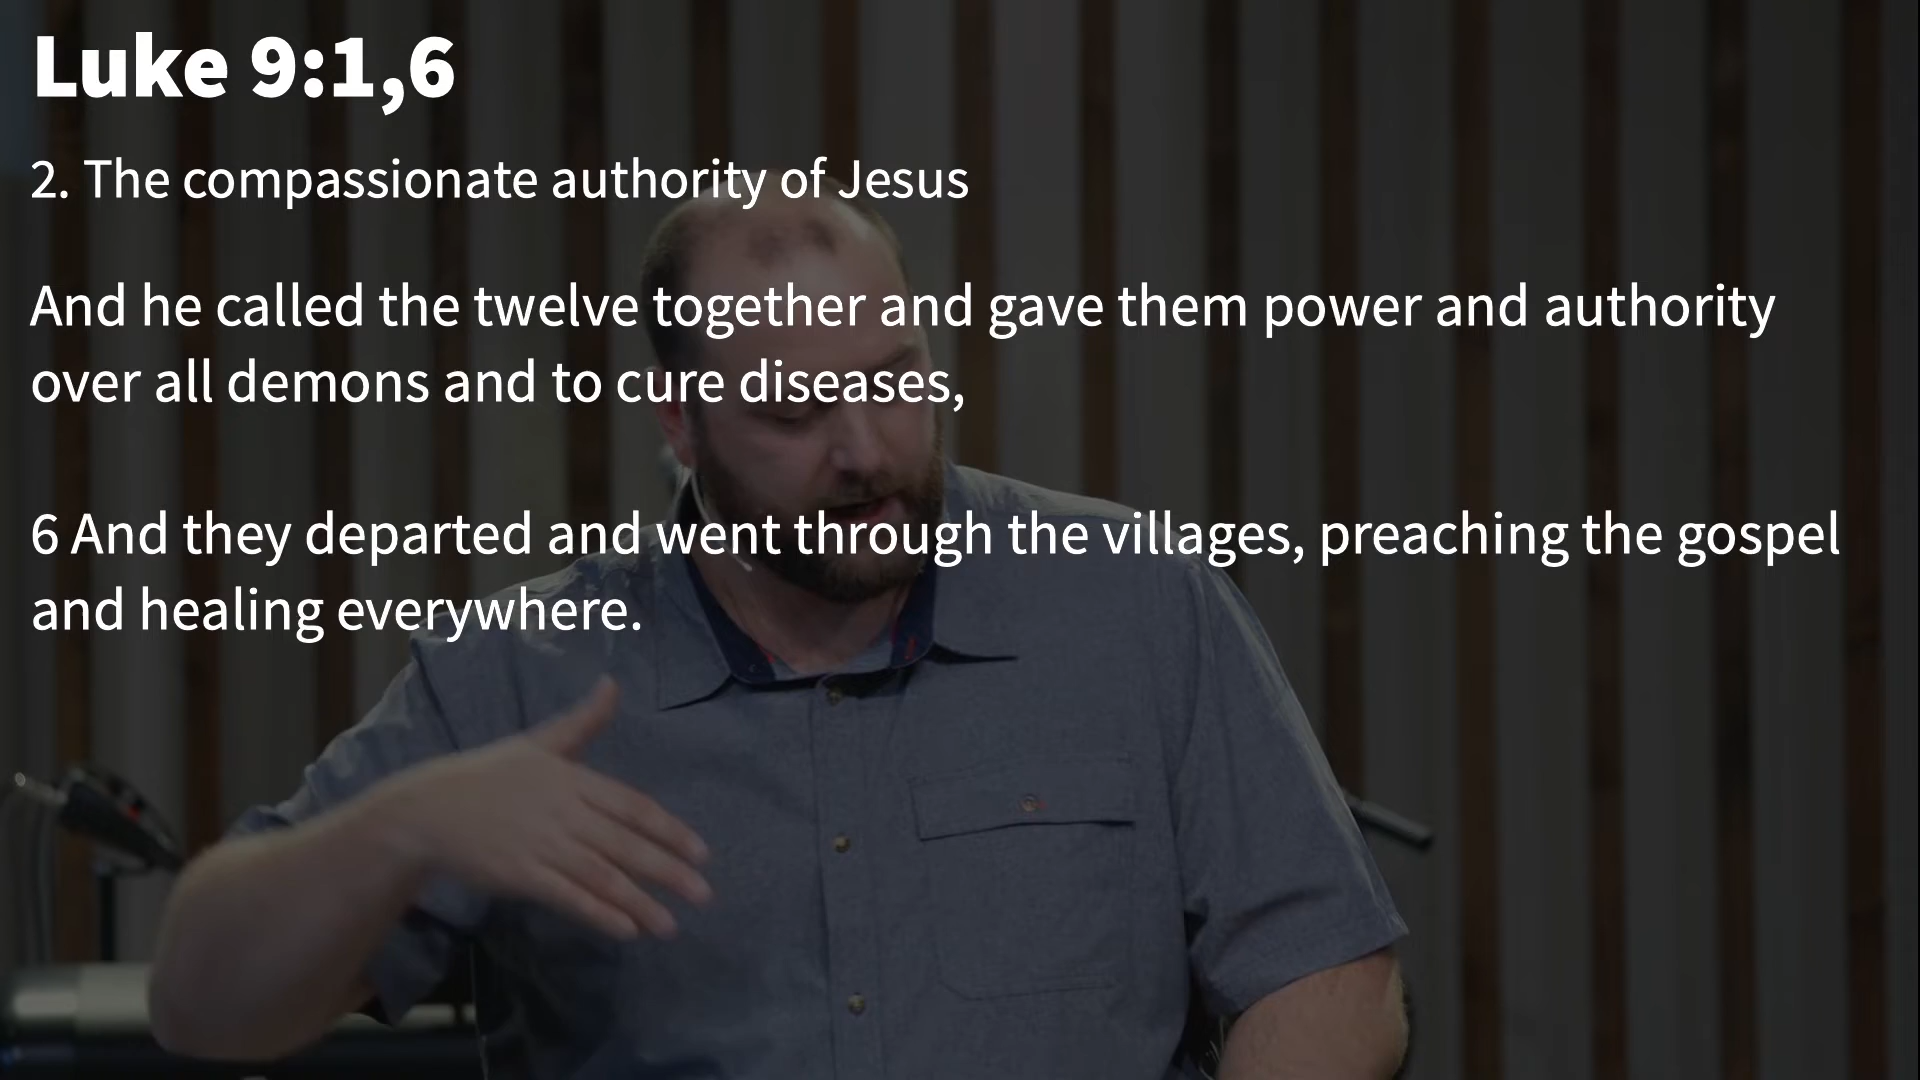 Luke 9:1,6
2. The compassionate authority of Jesus
And he called the twelve together and gave them power and authority
over all demons and to cure diseases,
6 And they departed and went through the villages, preaching the gospel
and healing everywhere.